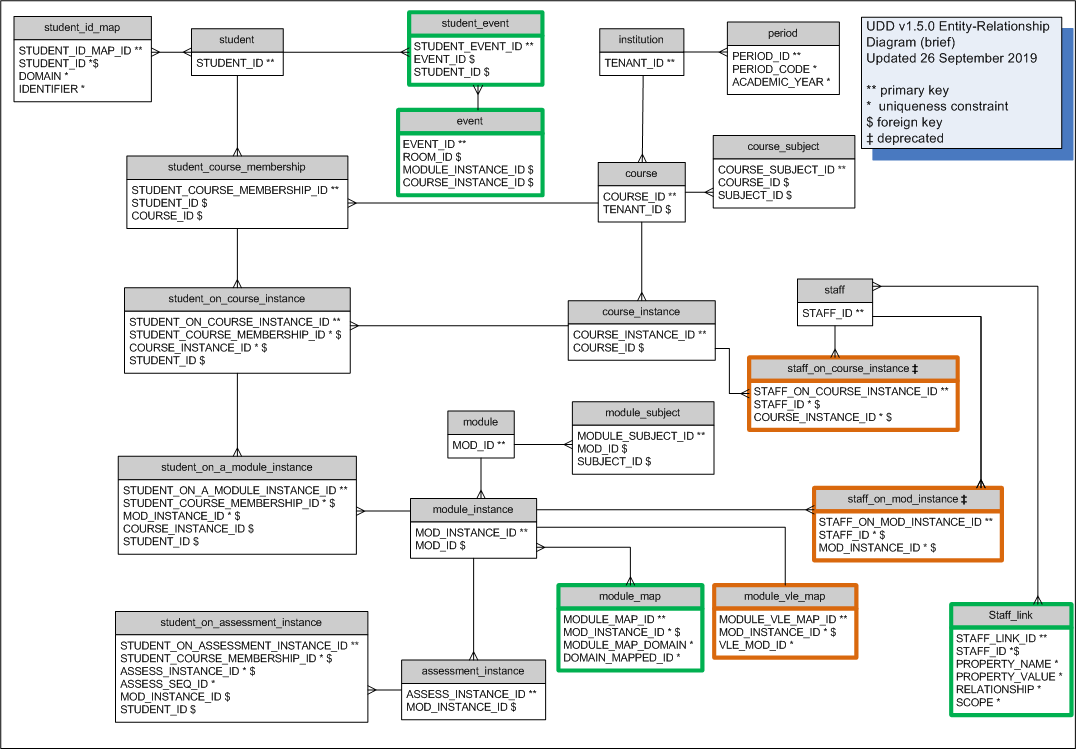 student_id_map
STUDENT_ID_MAP_ID **
STUDENT_ID *$
DOMAIN *
IDENTIFIER *
student
STUDENT_ID **
student_event
STUDENT_EVENT_ID **
EVENT_ID $
STUDENT_ID $
event
EVENT_ID **
ROOM_ID $
MODULE_INSTANCE_ID $
COURSE_INSTANCE_ID $
institution
TENANT_ID **
period
PERIOD_ID **
PERIOD_CODE *
ACADEMIC_YEAR *
UDD v1.5.0 Entity-Relationship
Diagram (brief)
Updated 26 September 2019
** primary key
* uniqueness constraint
$ foreign key
‡ deprecated
student_course_membership
STUDENT_COURSE_MEMBERSHIP_ID **
STUDENT_ID $
COURSE_ID $
course
COURSE_ID **
TENANT_ID $
course_subject
COURSE_SUBJECT_ID **
COURSE_ID $
SUBJECT_ID $
student_on_course_instance
STUDENT_ON_COURSE_INSTANCE_ID **
STUDENT_COURSE_MEMBERSHIP_ID * $
COURSE_INSTANCE_ID * $
STUDENT_ID $
course_instance
COURSE_INSTANCE_ID **
COURSE_ID $
staff
STAFF_ID **
staff_on_course_instance ‡
STAFF_ON_COURSE_INSTANCE_ID **
STAFF_ID * $
COURSE_INSTANCE_ID * $
module
MOD_ID **
module_subject
MODULE_SUBJECT_ID **
MOD_ID $
SUBJECT_ID $
student_on_a_module_instance
STUDENT_ON_A_MODULE_INSTANCE_ID **
STUDENT_COURSE_MEMBERSHIP_ID * $
MOD_INSTANCE_ID * $
COURSE_INSTANCE_ID $
STUDENT_ID $
module_instance
MOD_INSTANCE_ID **
MOD_ID $
staff_on_mod_instance ‡
STAFF_ON_MOD_INSTANCE_ID **
STAFF_ID * $
MOD_INSTANCE_ID * $
module_map
MODULE_MAP_ID **
MOD_INSTANCE_ID * $
MODULE_MAP_DOMAIN *
DOMAIN_MAPPED_ID *
module_vle_map
MODULE_VLE_MAP_ID **
MOD_INSTANCE_ID * $
VLE_MOD_ID *
Staff_link
STAFF_LINK_ID **
STAFF_ID *$
PROPERTY_NAME *
PROPERTY_VALUE *
RELATIONSHIP *
SCOPE *
student_on_assessment_instance
STUDENT_ON_ASSESSMENT_INSTANCE_ID **
STUDENT_COURSE_MEMBERSHIP_ID * $
ASSESS_INSTANCE_ID * $
ASSESS_SEQ_ID *
MOD_INSTANCE_ID $
STUDENT_ID $
assessment_instance
ASSESS_INSTANCE_ID **
MOD_INSTANCE_ID $